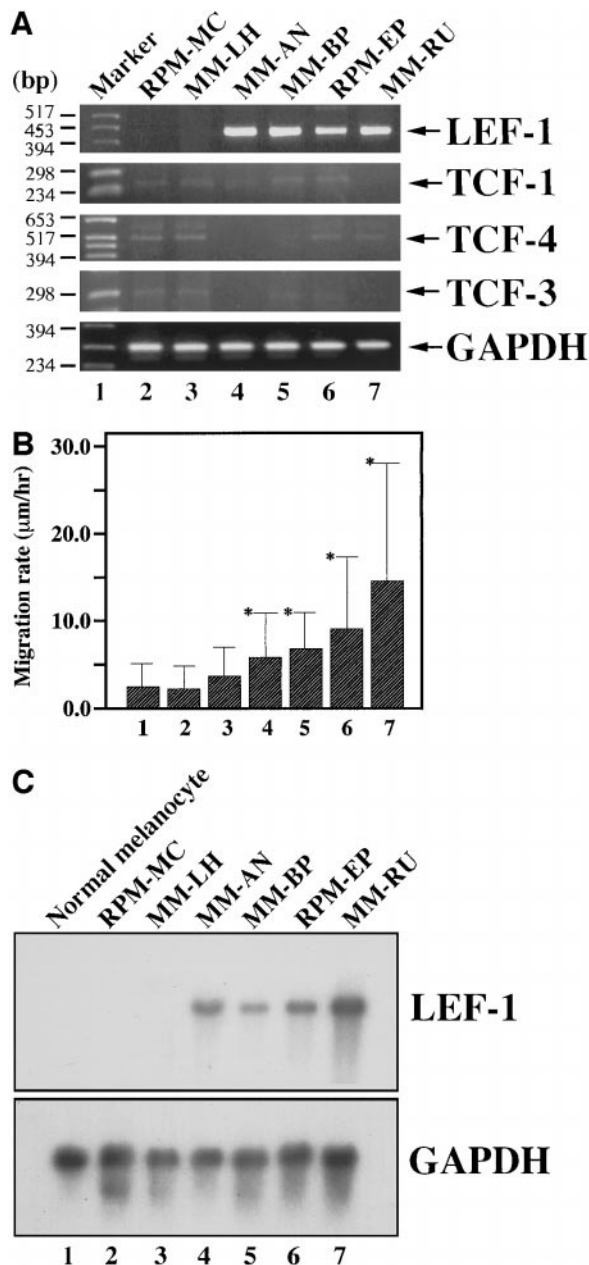 A
(bp)
Marker
RPM-MC
MM-LH
MM-AN
MM-BP
RPM-EP
MM-RU
517
453
394
LEF-1
298
234
TCF-1
653
517
394
TCF-4
298
TCF-3
394
234
GAPDH
1 2 3 4 5 6 7
B
Migration rate (μm/hr)
30.0
20.0
10.0
0.0
* * * *
1 2 3 4 5 6 7
C
Normal melanocyte
RPM-MC
MM-LH
MM-AN
MM-BP
RPM-EP
MM-RU
LEF-1
GAPDH
1 2 3 4 5 6 7